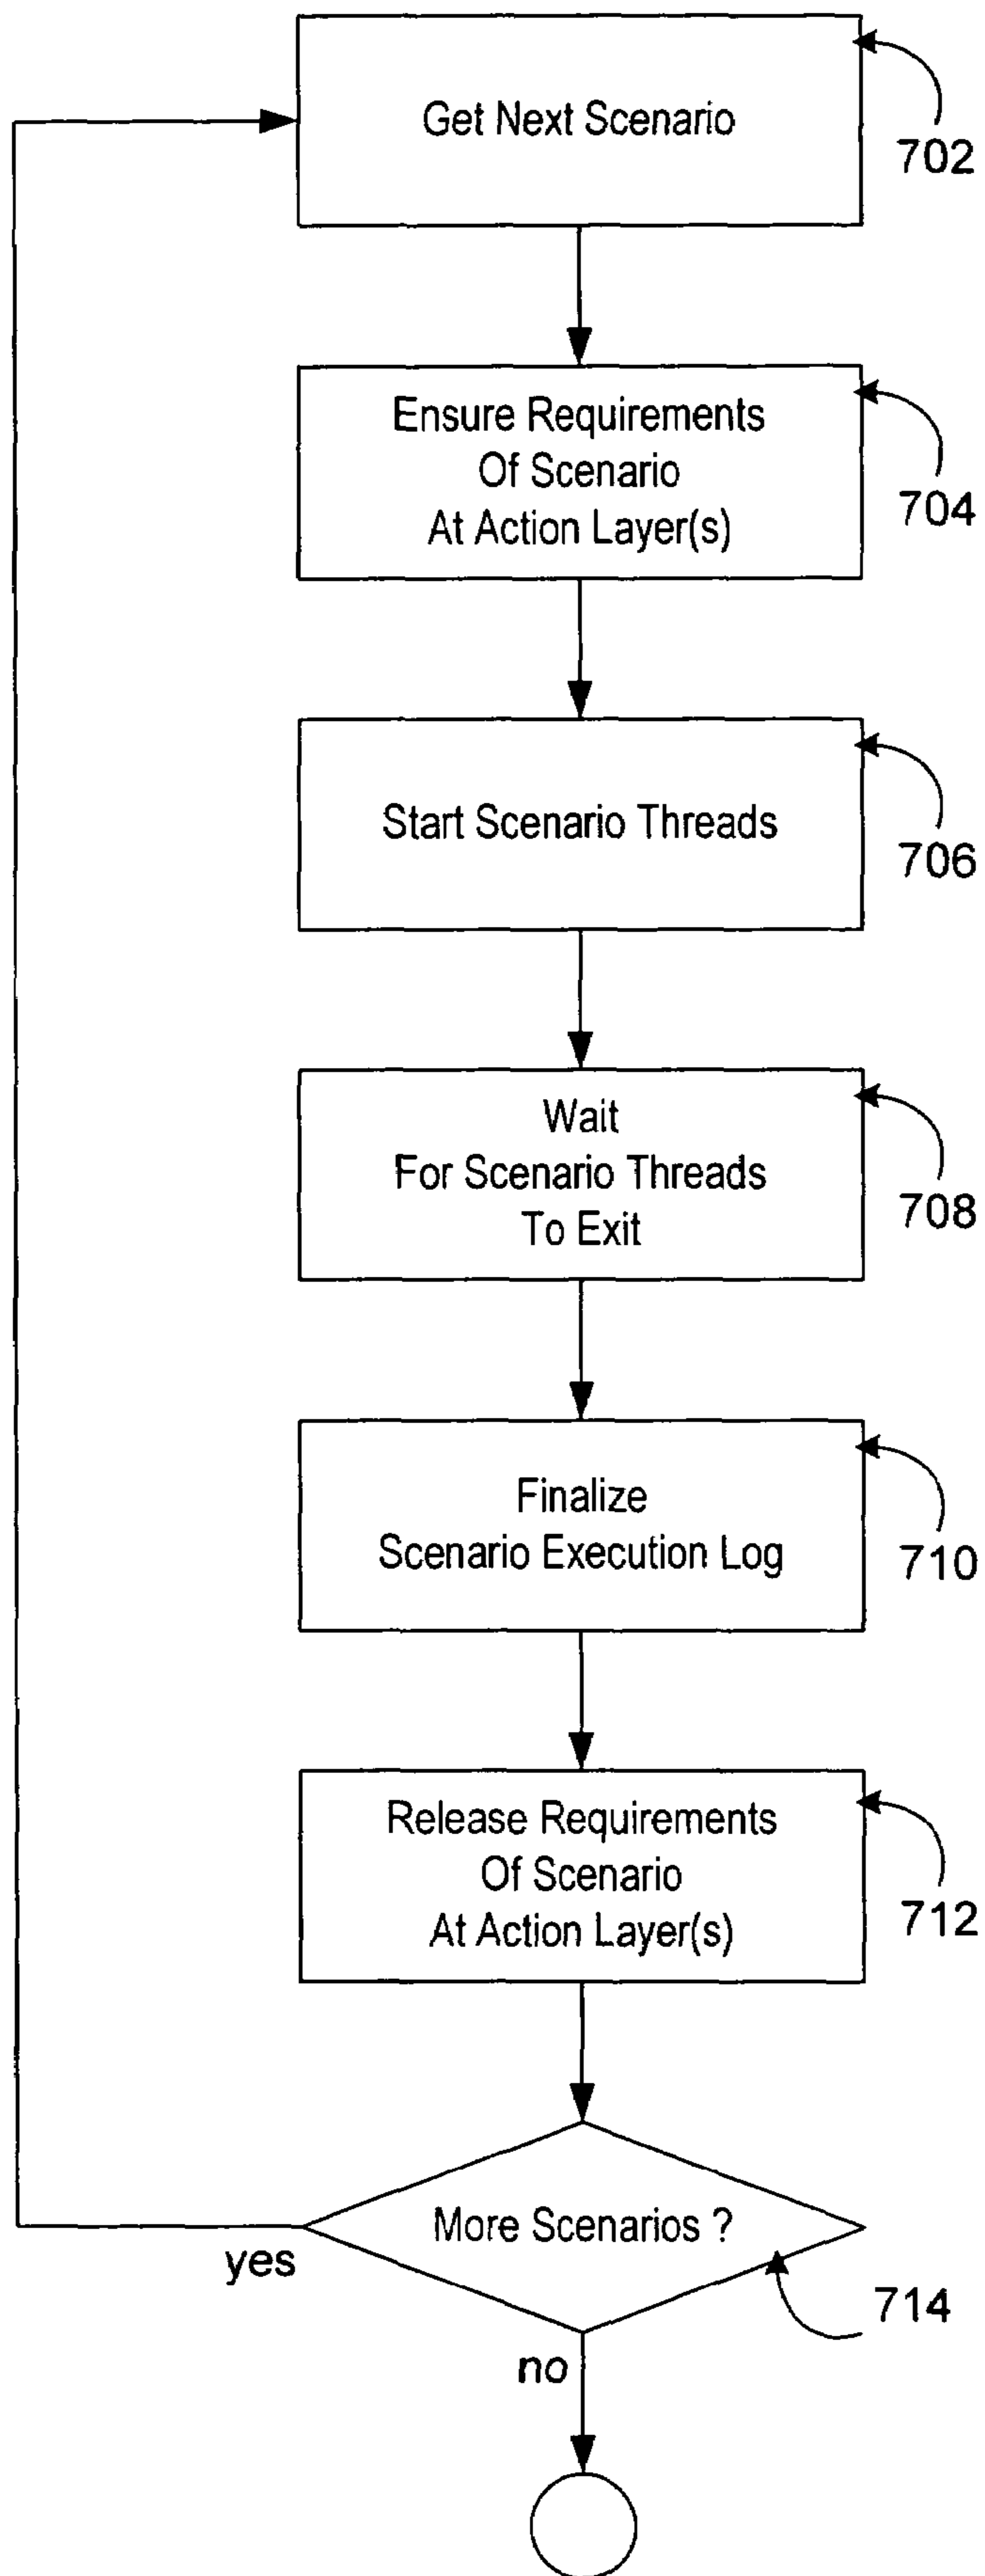 Get Next Scenario
702
Ensure Requirements
Of Scenario
At Action Layer(s)
704
Start Scenario Threads
706
Wait
For Scenario Threads
To Exit
708
Finalize
Scenario Execution Log
710
Release Requirements
Of Scenario
At Action Layer(s)
712
More Scenarios ?
yes
714
no